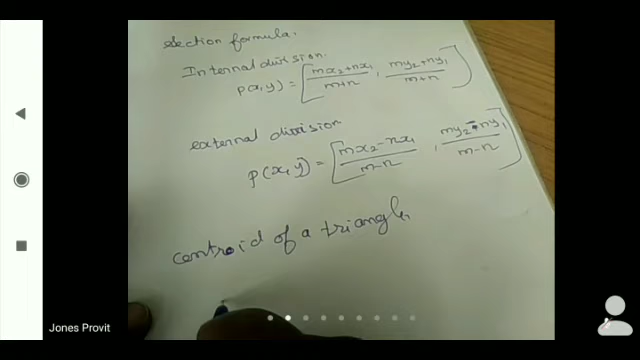 Section formula.
Internal division.
P(x, y) = [mx2+nx1/m+n, my2+ny1/m+n]
external division
P(x, y) = [mx2-nx1/m-n, my2-ny1/m-n]
centroid of a triangle
Jones Provit